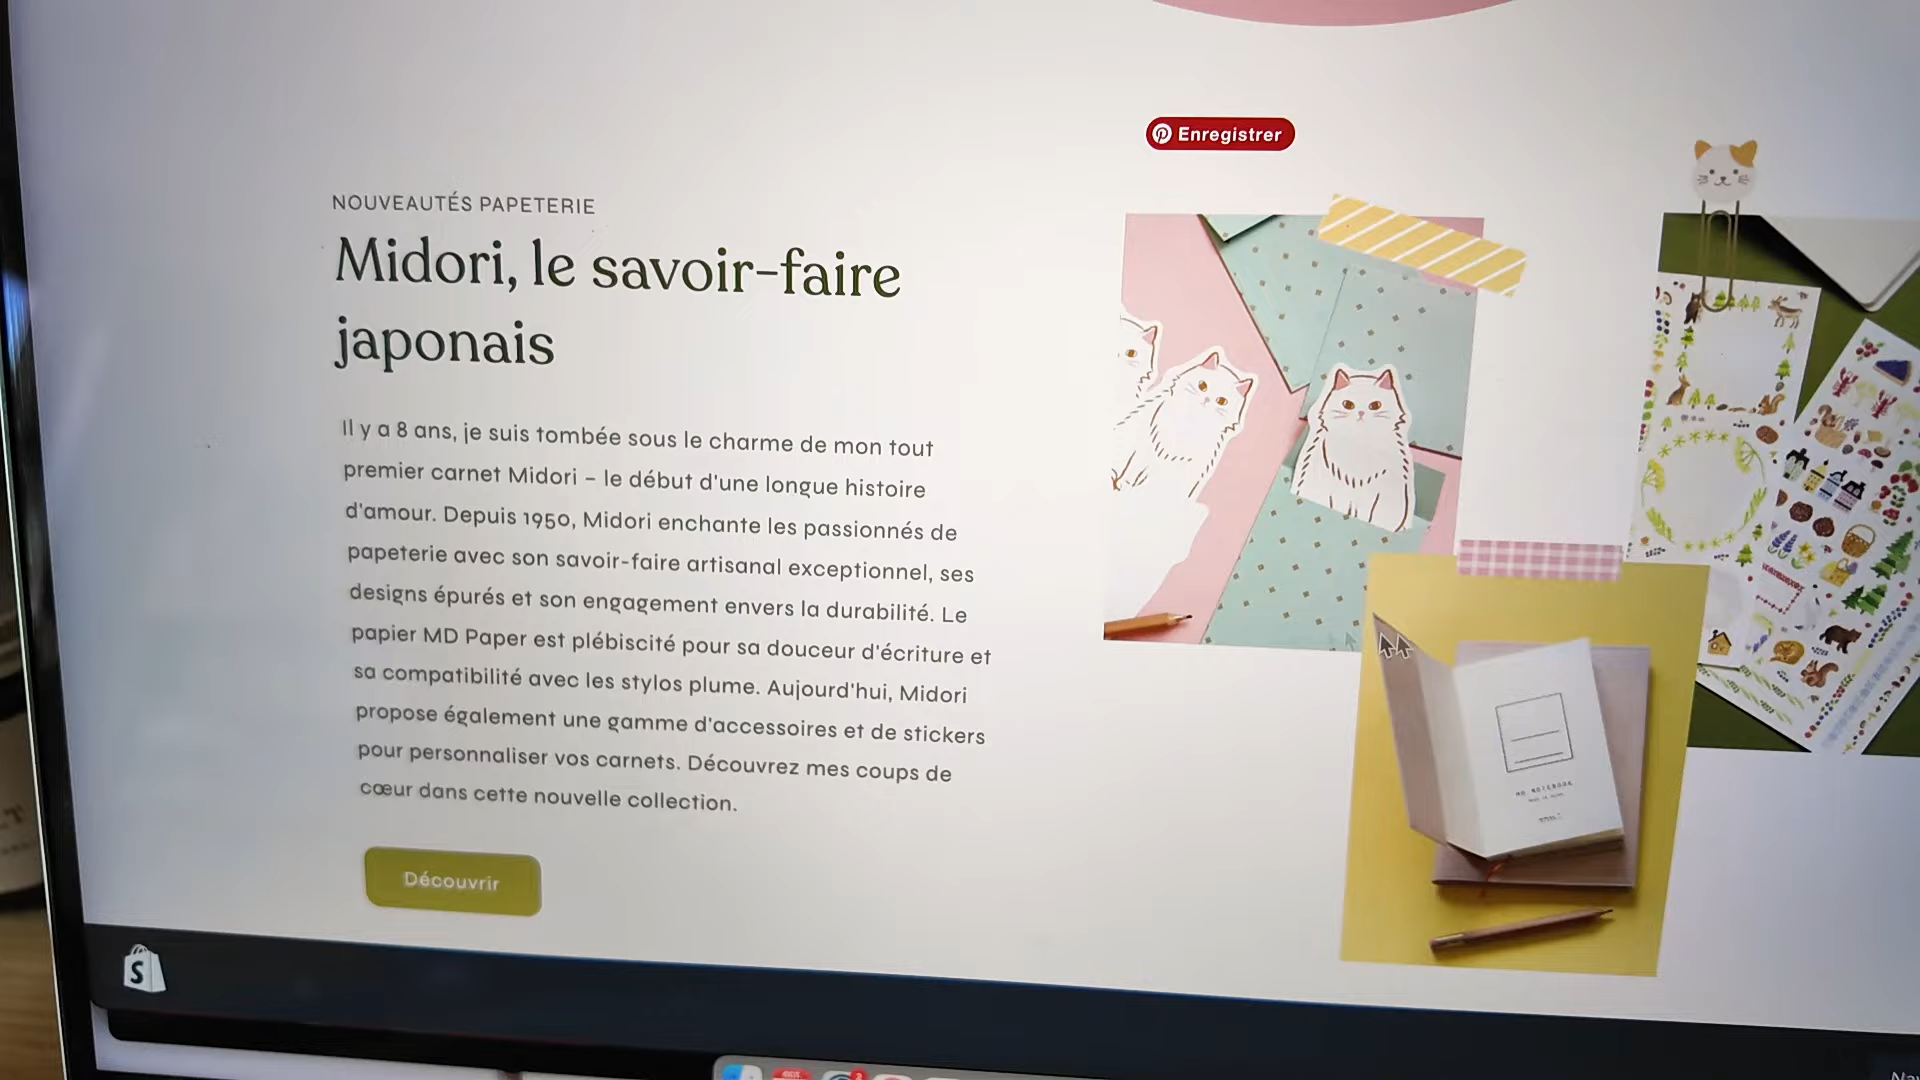 Enregistrer
NOUVEAUTÉS PAPETERIE
Midori, le savoir-faire
japonais
Il y a 8 ans, je suis tombée sous le charme de mon tout
premier carnet Midori – le début d'une longue histoire
d'amour. Depuis 1950, Midori enchante les passionnés de
papeterie avec son savoir-faire artisanal exceptionnel, ses
designs épurés et son engagement envers la durabilité. Le
papier MD Paper est plébiscité pour sa douceur d'écriture et
sa compatibilité avec les stylos plume. Aujourd'hui, Midori
propose également une gamme d'accessoires et de stickers
pour personnaliser vos carnets. Découvrez mes coups de
cœur dans cette nouvelle collection.
Découvrir
MD NOTEBOOK
S